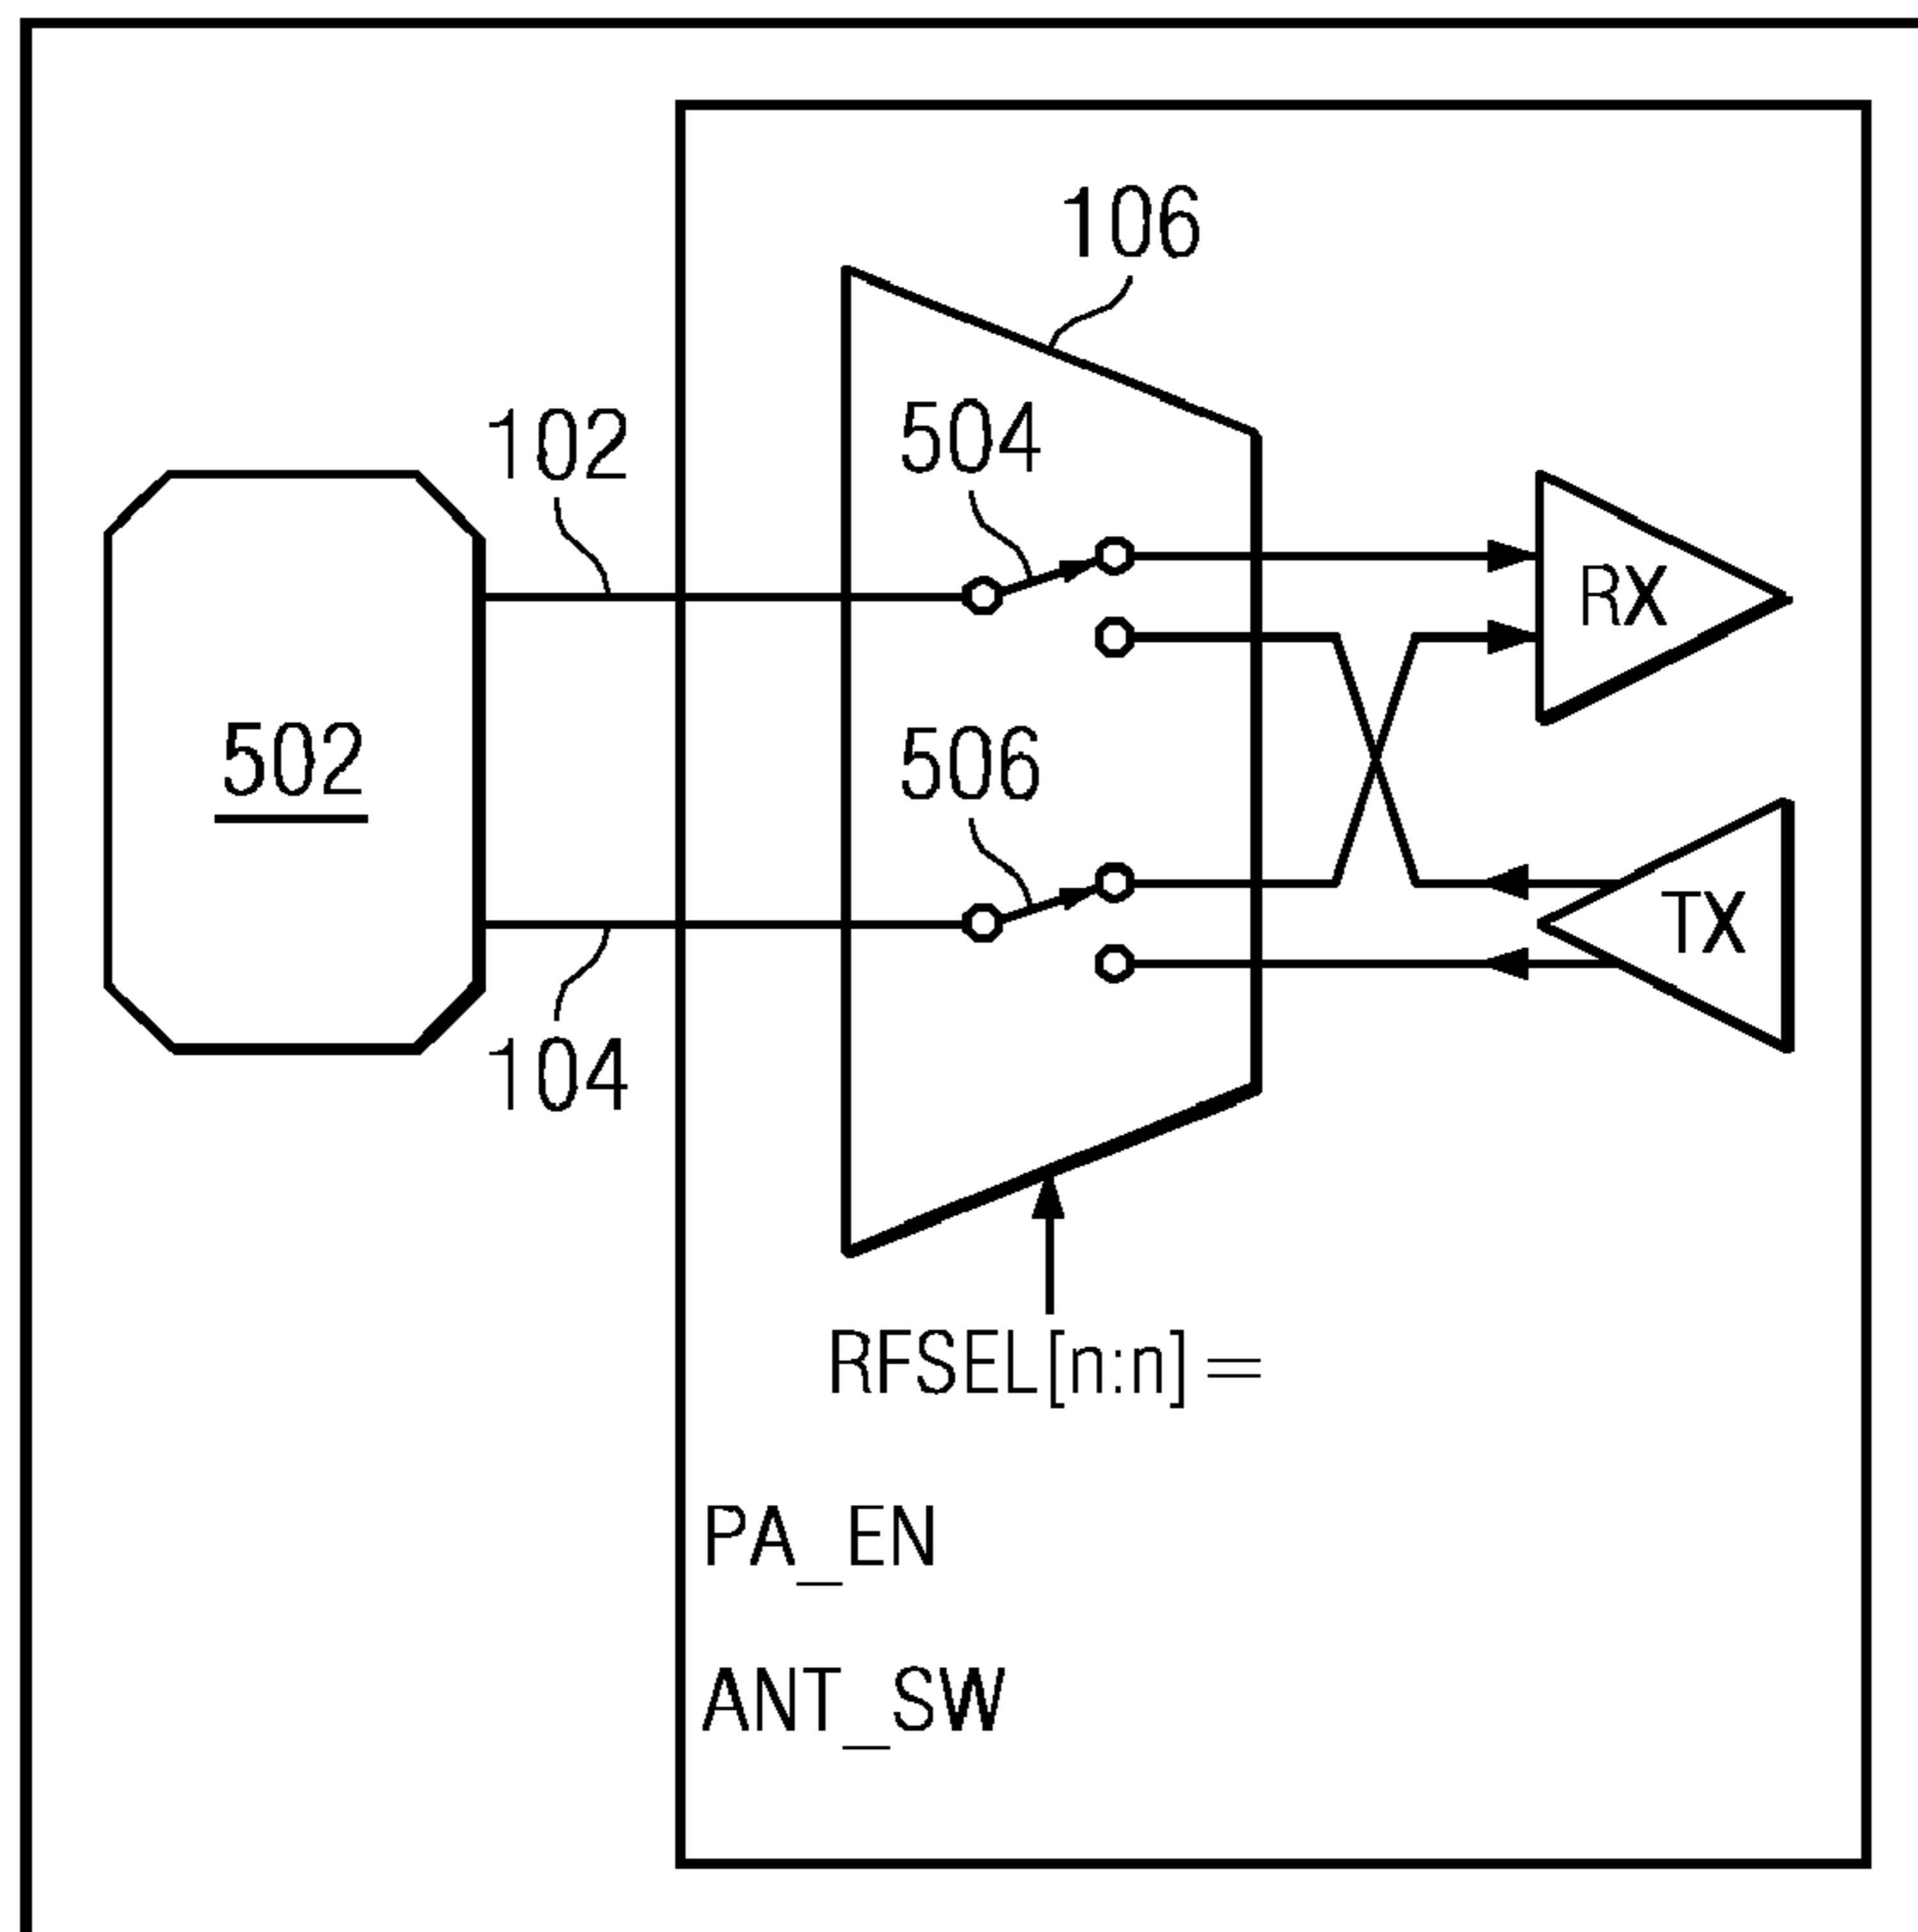 106
102
504
RX
502
506
TX
104
RFSEL[n:n]=
PA_EN
ANT_SW